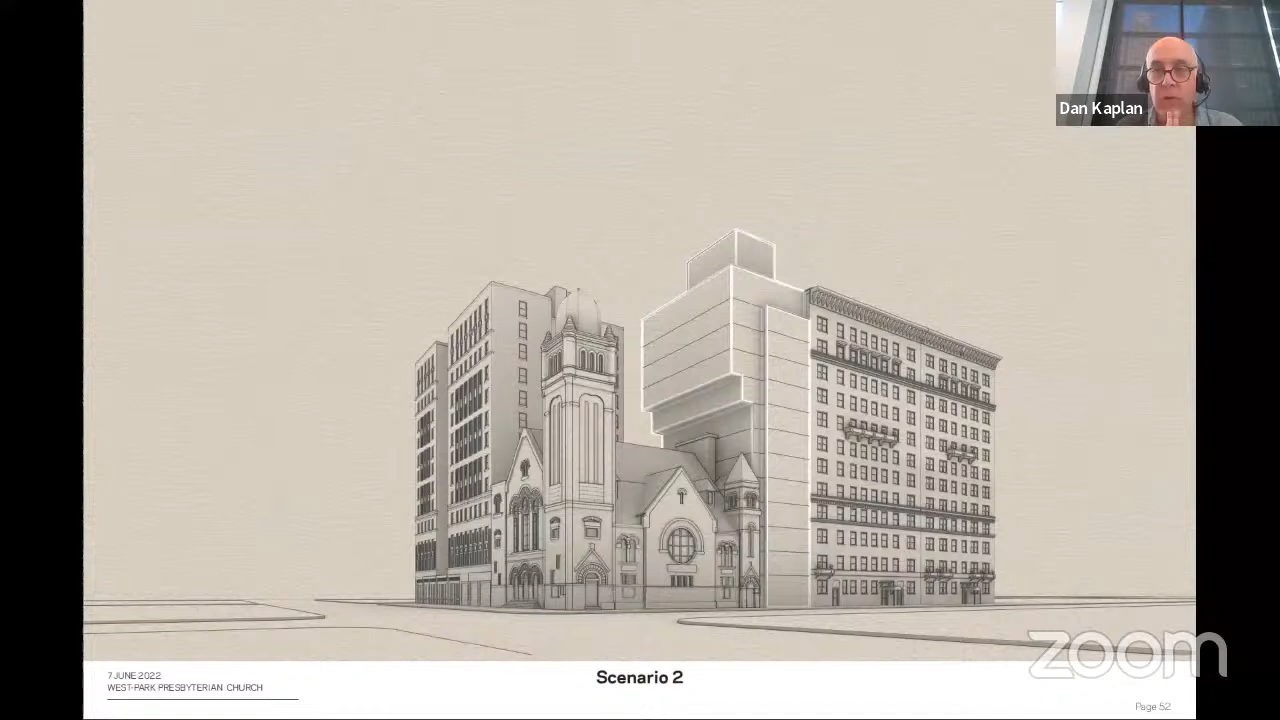 Dan Kaplan
zoom
7 JUNE 2022
WEST-PARK PRESBYTERIAN CHURCH
Scenario 2
Page 52